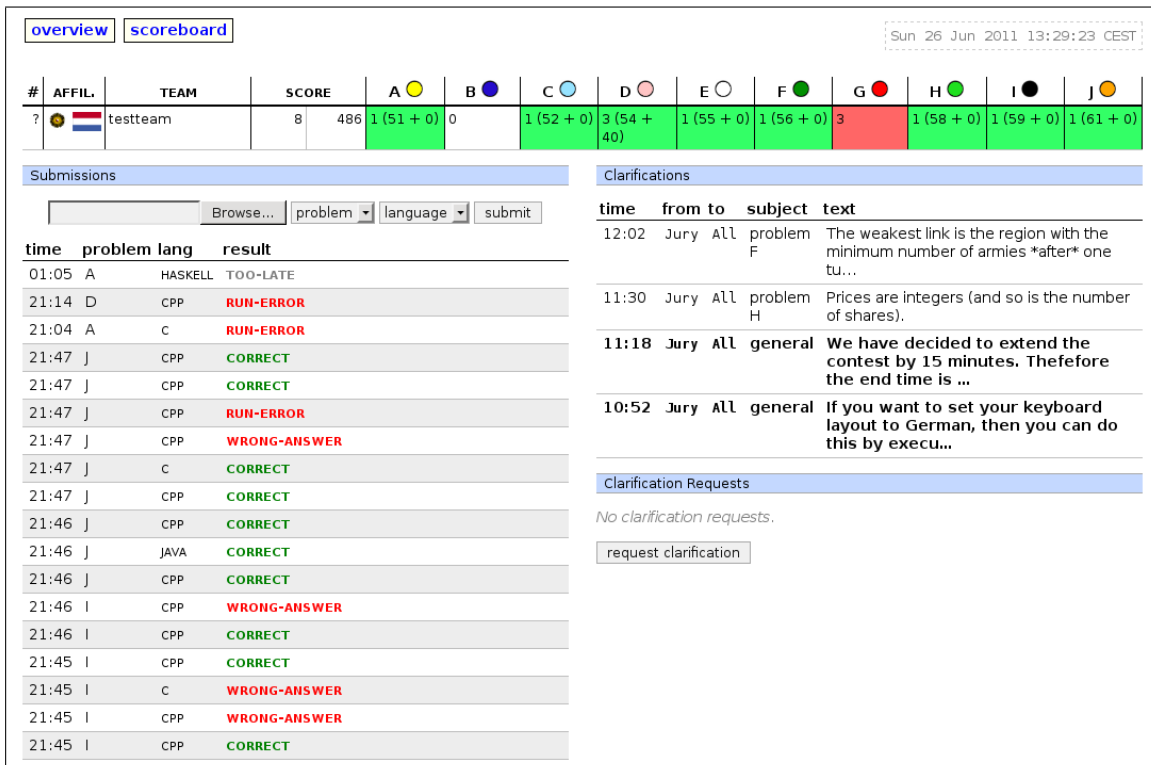 overview scoreboard
Sun 26 Jun 2011 13:29:23 CEST
# AFFIL. TEAM SCORE A B C D E F G H I J
? testteam 8 486 1 (51 + 0) 0 1 (52 + 0) 3 (54 + 1 (55 + 0) 1 (56 + 0) 3 1 (58 + 0) 1 (59 + 0) 1 (61 + 0)
40)
Submissions
Browse... problem language submit
time problem lang result
01:05 A HASKELL TOO-LATE
21:14 D CPP RUN-ERROR
21:04 A C RUN-ERROR
21:47 J CPP CORRECT
21:47 J CPP CORRECT
21:47 J CPP RUN-ERROR
21:47 J CPP WRONG-ANSWER
21:47 J C CORRECT
21:47 J CPP CORRECT
21:46 J CPP CORRECT
21:46 J JAVA CORRECT
21:46 J CPP CORRECT
21:46 I CPP WRONG-ANSWER
21:46 I CPP CORRECT
21:45 I CPP CORRECT
21:45 I C WRONG-ANSWER
21:45 I CPP WRONG-ANSWER
21:45 I CPP CORRECT
Clarifications
time from to subject text
12:02 Jury All problem The weakest link is the region with the
F minimum number of armies *after* one
tu...
11:30 Jury All problem Prices are integers (and so is the number
H of shares).
11:18 Jury All general We have decided to extend the
contest by 15 minutes. Thefefore
the end time is ...
10:52 Jury All general If you want to set your keyboard
layout to German, then you can do
this by execu...
Clarification Requests
No clarification requests.
request clarification